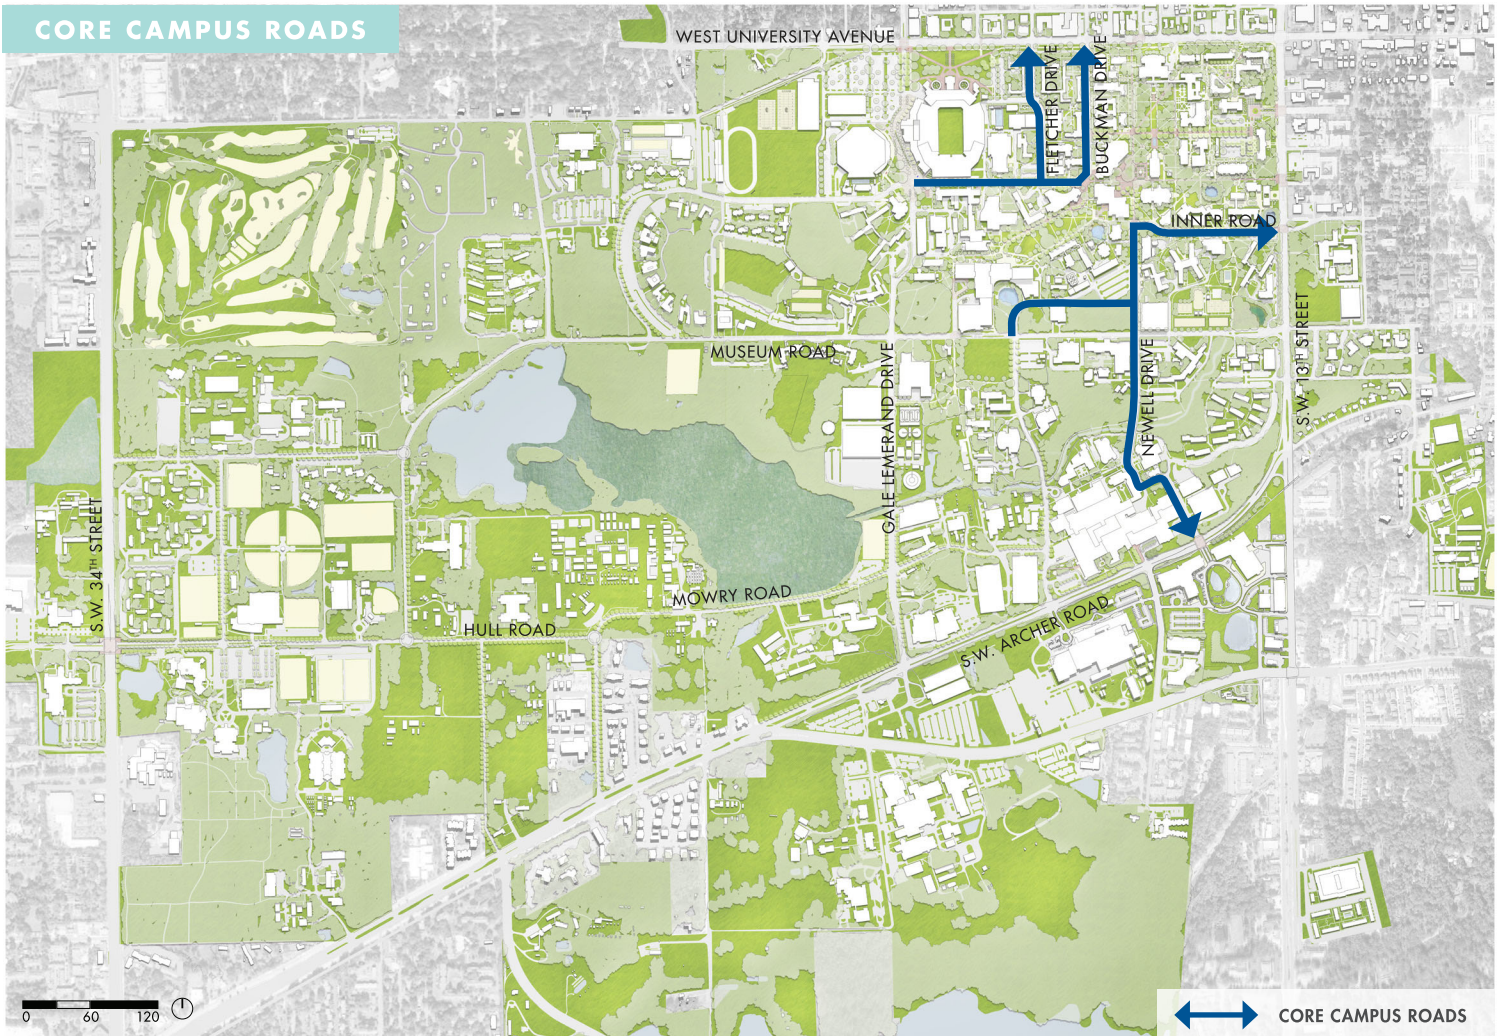 CORE CAMPUS ROADS
WEST UNIVERSITY AVENUE
FLETCHER DRIVE
BUCKMAN DRIVE
INNER ROAD
S.W. 13TH STREET
MUSEUM ROAD
GALE LEMERAND DRIVE
NEWELL DRIVE
S.W. 34TH STREET
MOWRY ROAD
HULL ROAD
S.W. ARCHER ROAD
0 60 120
CORE CAMPUS ROADS